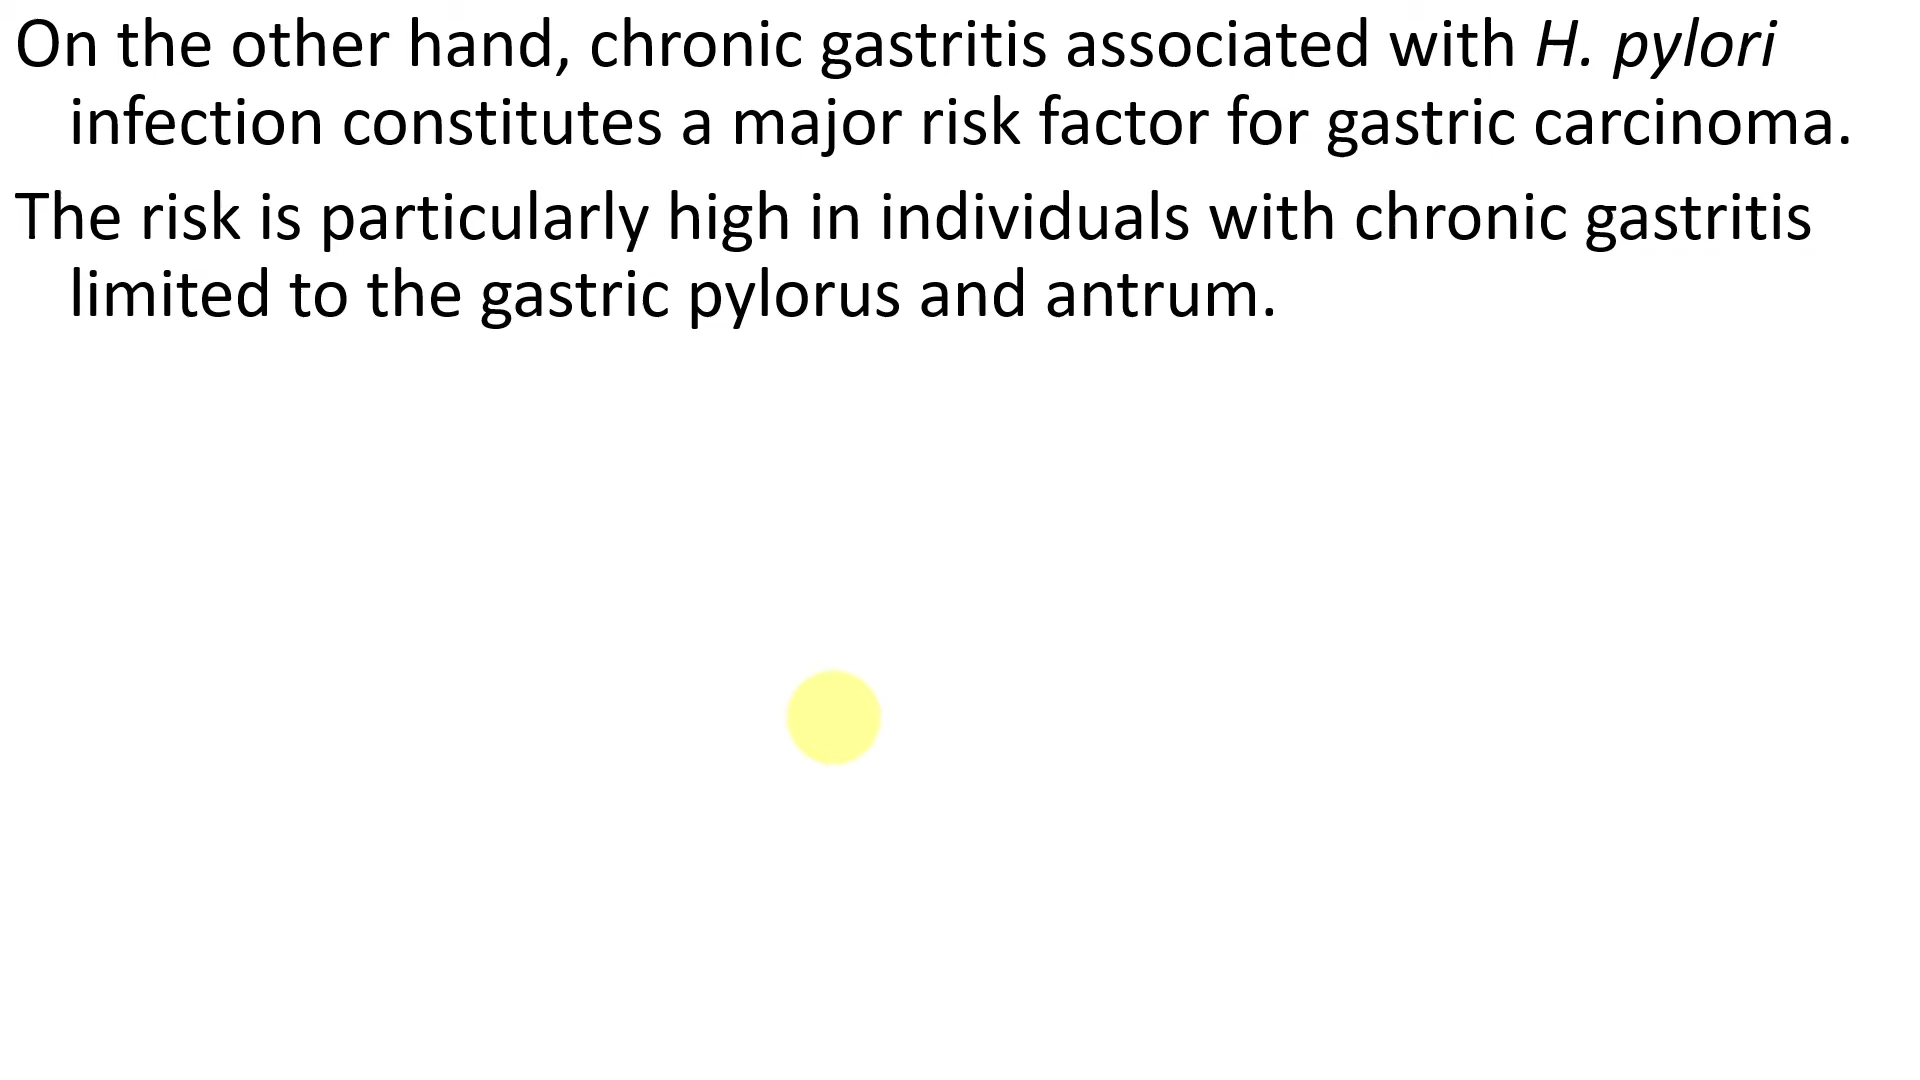 On the other hand, chronic gastritis associated with H. pylori
infection constitutes a major risk factor for gastric carcinoma.
The risk is particularly high in individuals with chronic gastritis
limited to the gastric pylorus and antrum.